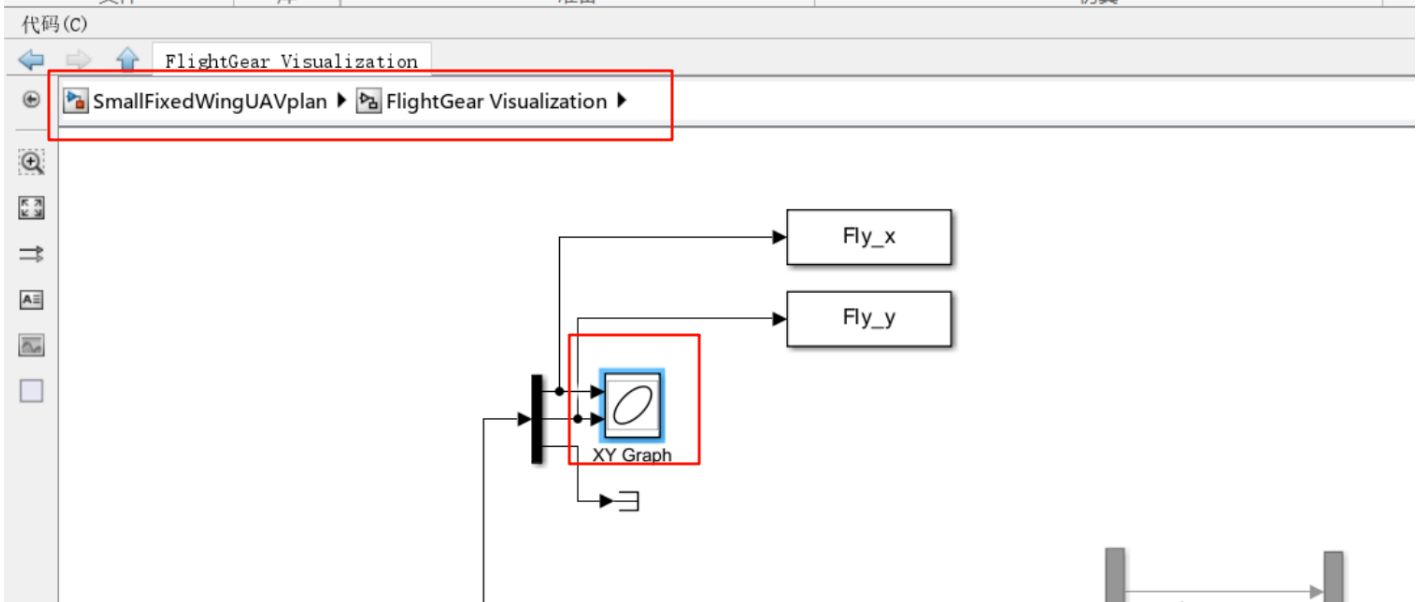 代码(C)
FlightGear Visualization
SmallFixedWingUAVplan FlightGear Visualization
Fly_x
Fly_y
XY Graph